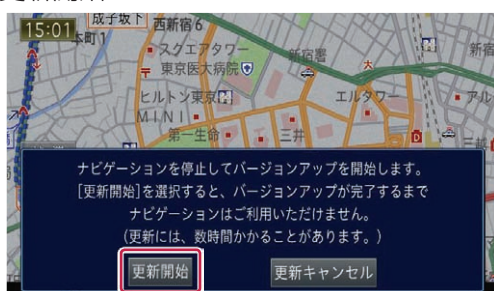 15:01
成子坂下
西新宿6
本町1
スクエアタワー
新宿署
東京医大病院
ヒルトン東京
エルタワー
MINI
第一生命
三井
ナビゲーションを停止してバージョンアップを開始します。
[更新開始]を選択すると、バージョンアップが完了するまで
ナビゲーションはご利用いただけません。
(更新には、数時間かかることがあります。)
更新開始
更新キャンセル